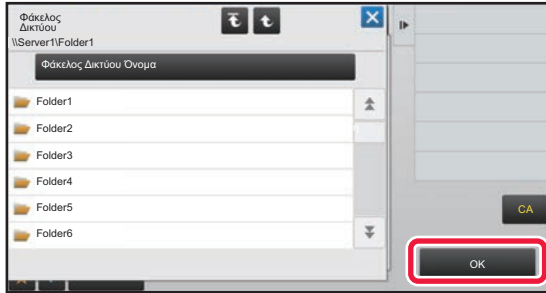 Φάκελος
Δικτύου
\\Server1\Folder1
Φάκελος Δικτύου Όνομα
Folder1
Folder2
Folder3
Folder4
Folder5
Folder6
CA
OK